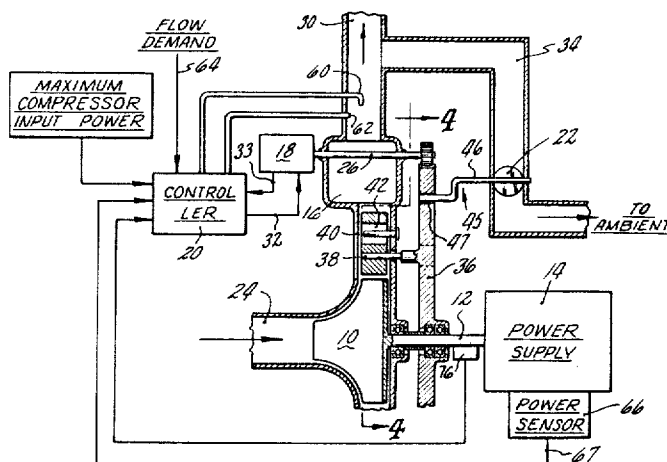 FLOW
DEMAND
64
MAXIMUM
COMPRESSOR
INPUT POWER
CONTROL
LER
20
30
60
62
33
18
32
26
16
42
40
38
4
34
22
46
45
47
TO
AMBIENT
36
24
10
12
76
14
POWER
SUPPLY
POWER
SENSOR
66
67
4